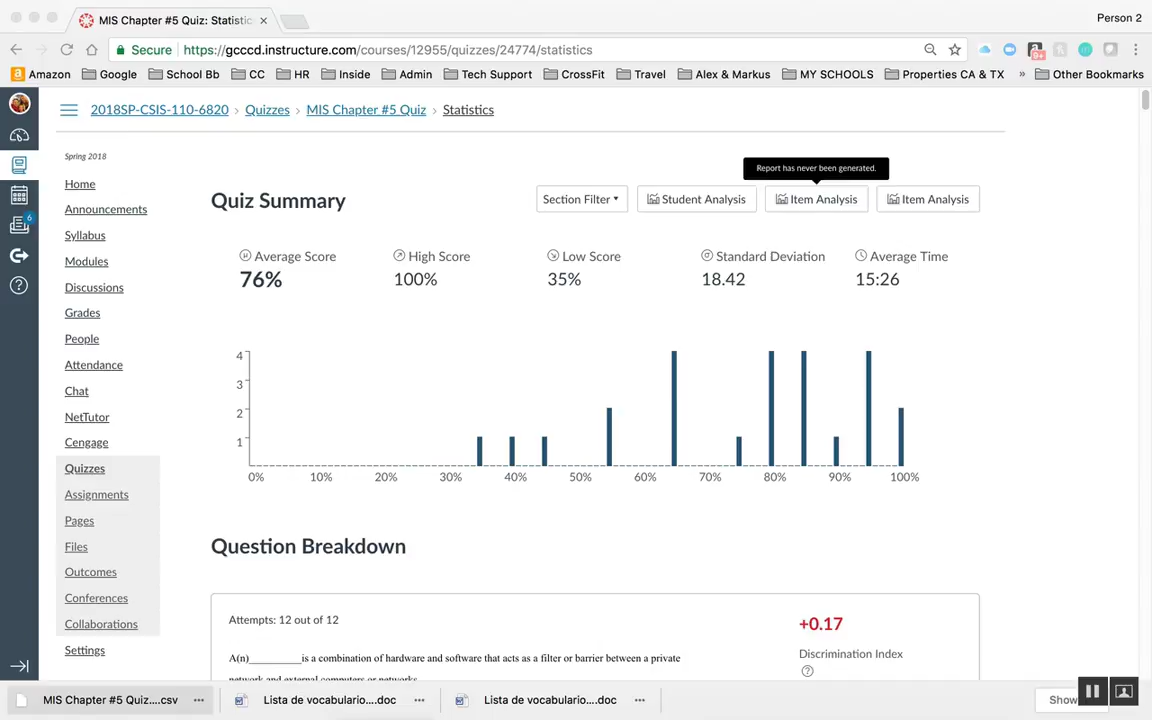 MIS Chapter #5 Quiz: Statistic
Person 2
Secure https://gcccd.instructure.com/courses/12955/quizzes/24774/statistics
Amazon Google School Bb CC HR Inside Admin Tech Support CrossFit Travel Alex & Markus MY SCHOOLS Properties CA & TX » Other Bookmarks
2018SP-CSIS-110-6820 › Quizzes › MIS Chapter #5 Quiz › Statistics
Spring 2018
Home
Announcements
Syllabus
6
Modules
Discussions
Grades
People
Attendance
Chat
NetTutor
Cengage
Quizzes
Assignments
Pages
Files
Outcomes
Conferences
Collaborations
Settings
Report has never been generated.
Quiz Summary
Section Filter Student Analysis Item Analysis Item Analysis
Average Score High Score Low Score Standard Deviation Average Time
76% 100% 35% 18.42 15:26
4
3
2
1
0% 10% 20% 30% 40% 50% 60% 70% 80% 90% 100%
Question Breakdown
Attempts: 12 out of 12
+0.17
Discrimination Index
A(n)__________is a combination of hardware and software that acts as a filter or barrier between a private
network and external computers or networks.
MIS Chapter #5 Quiz....csv
Lista de vocabulario....doc
Lista de vocabulario....doc
Show